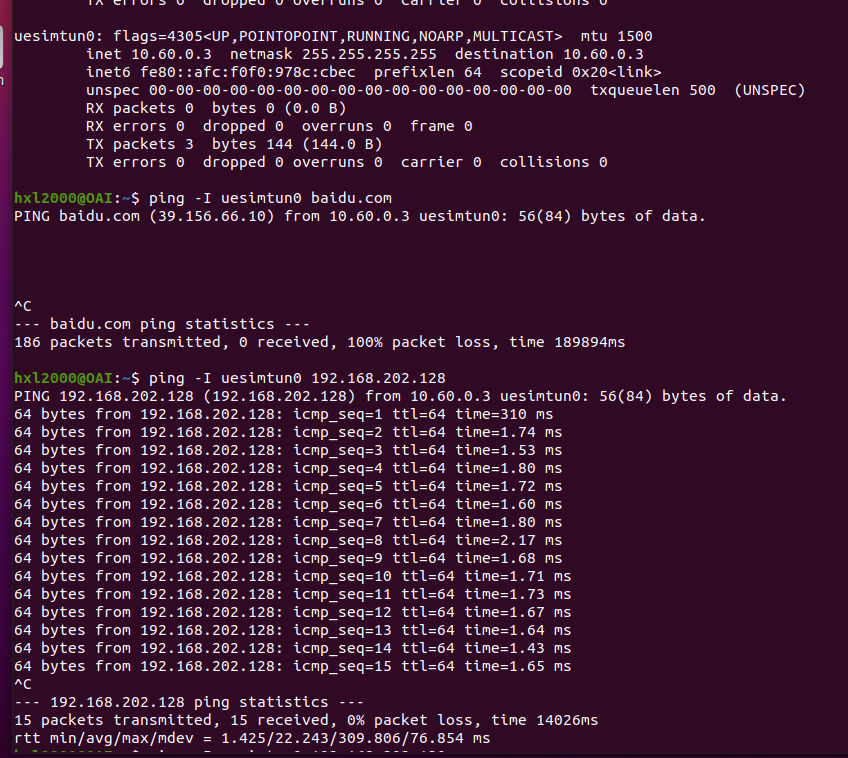 TX errors 0  dropped 0 overruns 0  carrier 0  collisions 0
uesimtun0: flags=4305<UP,POINTOPOINT,RUNNING,NOARP,MULTICAST>  mtu 1500
inet 10.60.0.3  netmask 255.255.255.255  destination 10.60.0.3
inet6 fe80::afc:f0f0:978c:cbec  prefixlen 64  scopeid 0x20<link>
unspec 00-00-00-00-00-00-00-00-00-00-00-00-00-00-00-00  txqueuelen 500  (UNSPEC)
RX packets 0  bytes 0 (0.0 B)
RX errors 0  dropped 0  overruns 0  frame 0
TX packets 3  bytes 144 (144.0 B)
TX errors 0  dropped 0 overruns 0  carrier 0  collisions 0
hxl2000@OAI:~$ ping -I uesimtun0 baidu.com
PING baidu.com (39.156.66.10) from 10.60.0.3 uesimtun0: 56(84) bytes of data.
^C
--- baidu.com ping statistics ---
186 packets transmitted, 0 received, 100% packet loss, time 189894ms
hxl2000@OAI:~$ ping -I uesimtun0 192.168.202.128
PING 192.168.202.128 (192.168.202.128) from 10.60.0.3 uesimtun0: 56(84) bytes of data.
64 bytes from 192.168.202.128: icmp_seq=1 ttl=64 time=310 ms
64 bytes from 192.168.202.128: icmp_seq=2 ttl=64 time=1.74 ms
64 bytes from 192.168.202.128: icmp_seq=3 ttl=64 time=1.53 ms
64 bytes from 192.168.202.128: icmp_seq=4 ttl=64 time=1.80 ms
64 bytes from 192.168.202.128: icmp_seq=5 ttl=64 time=1.72 ms
64 bytes from 192.168.202.128: icmp_seq=6 ttl=64 time=1.60 ms
64 bytes from 192.168.202.128: icmp_seq=7 ttl=64 time=1.80 ms
64 bytes from 192.168.202.128: icmp_seq=8 ttl=64 time=2.17 ms
64 bytes from 192.168.202.128: icmp_seq=9 ttl=64 time=1.68 ms
64 bytes from 192.168.202.128: icmp_seq=10 ttl=64 time=1.71 ms
64 bytes from 192.168.202.128: icmp_seq=11 ttl=64 time=1.73 ms
64 bytes from 192.168.202.128: icmp_seq=12 ttl=64 time=1.67 ms
64 bytes from 192.168.202.128: icmp_seq=13 ttl=64 time=1.64 ms
64 bytes from 192.168.202.128: icmp_seq=14 ttl=64 time=1.43 ms
64 bytes from 192.168.202.128: icmp_seq=15 ttl=64 time=1.65 ms
^C
--- 192.168.202.128 ping statistics ---
15 packets transmitted, 15 received, 0% packet loss, time 14026ms
rtt min/avg/max/mdev = 1.425/22.243/309.806/76.854 ms